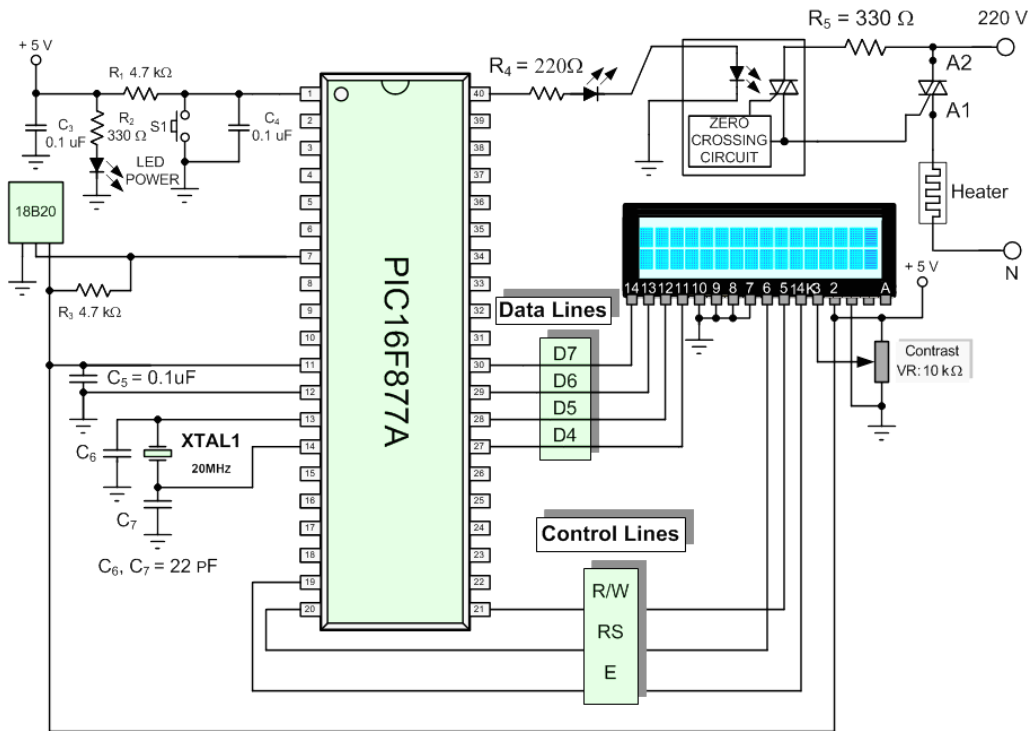 + 5 V
R₁ 4.7 kΩ
C₃
0.1 uF
R₂
330 Ω
S1
C₄
0.1 uF
LED
POWER
18B20
R₃ 4.7 kΩ
C₅ = 0.1uF
C₆
XTAL1
20MHz
C₇
C₆, C₇ = 22 PF
1
2
3
4
5
6
7
8
9
10
11
12
13
14
15
16
17
18
19
20
PIC16F877A
40
39
38
37
36
35
34
33
32
31
30
29
28
27
26
25
24
23
22
21
R₄ = 220Ω
ZERO
CROSSING
CIRCUIT
R₅ = 330 Ω
220 V
A2
A1
Heater
N
+ 5 V
14 13 12 11 10 9 8 7 6 5 14K3 2 A
Contrast
VR: 10 kΩ
Data Lines
D7
D6
D5
D4
Control Lines
R/W
RS
E